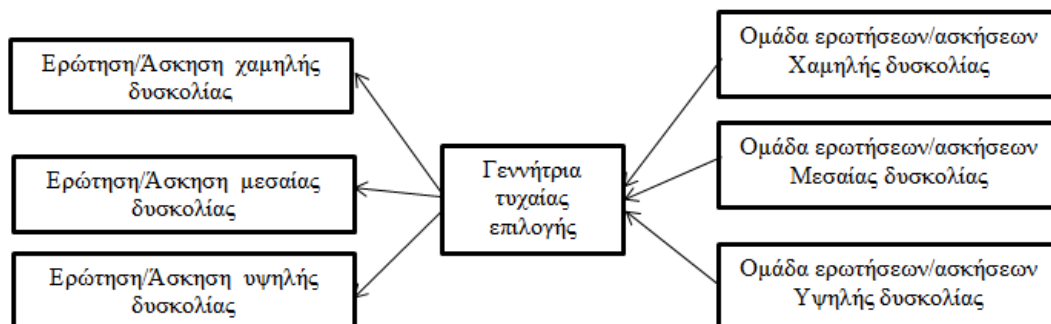 Ερώτηση/Άσκηση χαμηλής
δυσκολίας
Ερώτηση/Άσκηση μεσαίας
δυσκολίας
Ερώτηση/Άσκηση υψηλής
δυσκολίας
Γεννήτρια
τυχαίας
επιλογής
Ομάδα ερωτήσεων/ασκήσεων
Χαμηλής δυσκολίας
Ομάδα ερωτήσεων/ασκήσεων
Μεσαίας δυσκολίας
Ομάδα ερωτήσεων/ασκήσεων
Υψηλής δυσκολίας